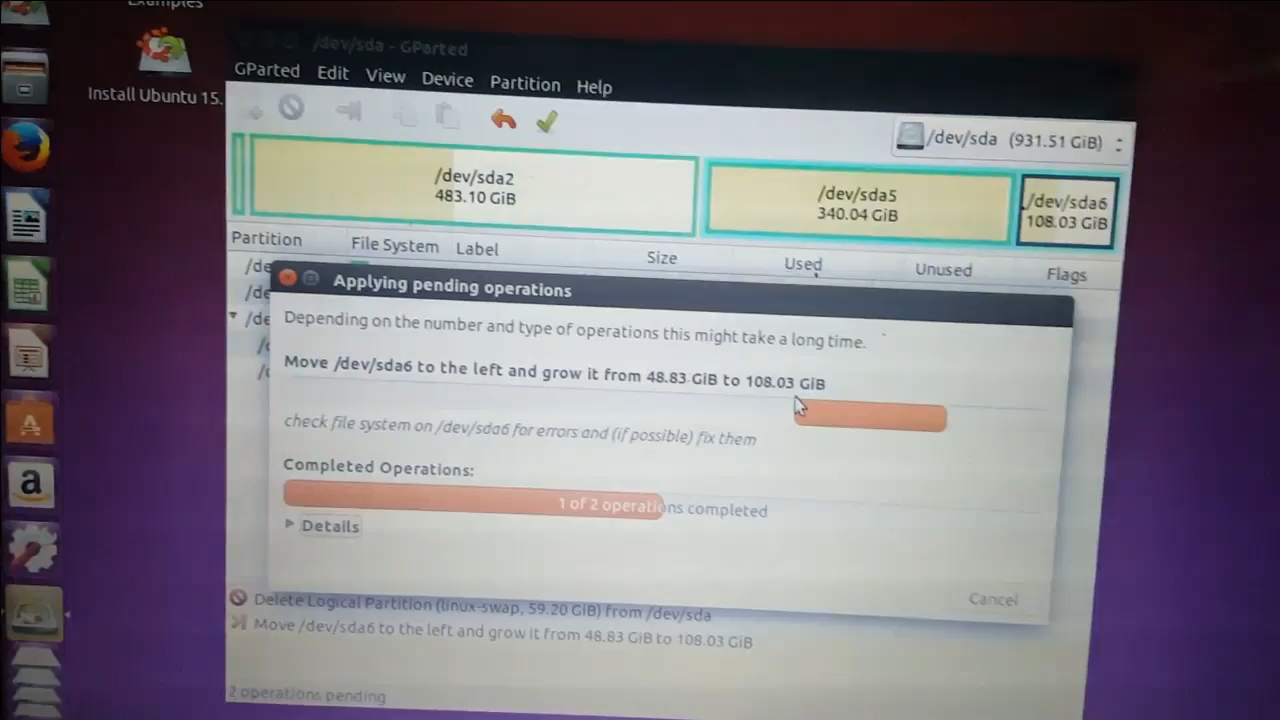 Examples
Install Ubuntu 15.
/dev/sda - GParted
GParted Edit View Device Partition Help
/dev/sda (931.51 GiB)
/dev/sda2
483.10 GiB
/dev/sda5
340.04 GiB
/dev/sda6
108.03 GiB
Partition File System Label Size Used Unused Flags
/de
/de
/de
Applying pending operations
Depending on the number and type of operations this might take a long time.
Move /dev/sda6 to the left and grow it from 48.83 GiB to 108.03 GiB
check file system on /dev/sda6 for errors and (if possible) fix them
Completed Operations:
1 of 2 operations completed
Details
Cancel
Delete Logical Partition (linux-swap, 59.20 GiB) from /dev/sda
Move /dev/sda6 to the left and grow it from 48.83 GiB to 108.03 GiB
2 operations pending